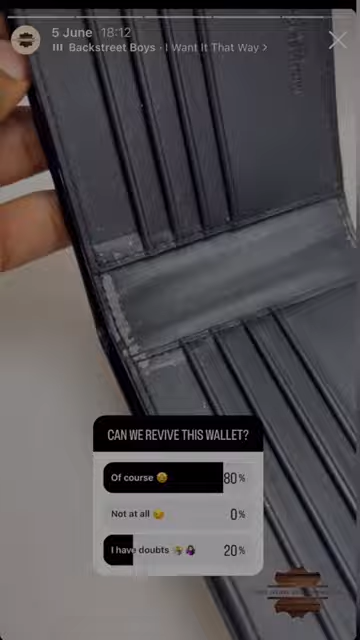 5 June 18:12
Backstreet Boys · I Want It That Way >
CAN WE REVIVE THIS WALLET?
Of course 😀 80%
Not at all 😔 0%
I have doubts 80%